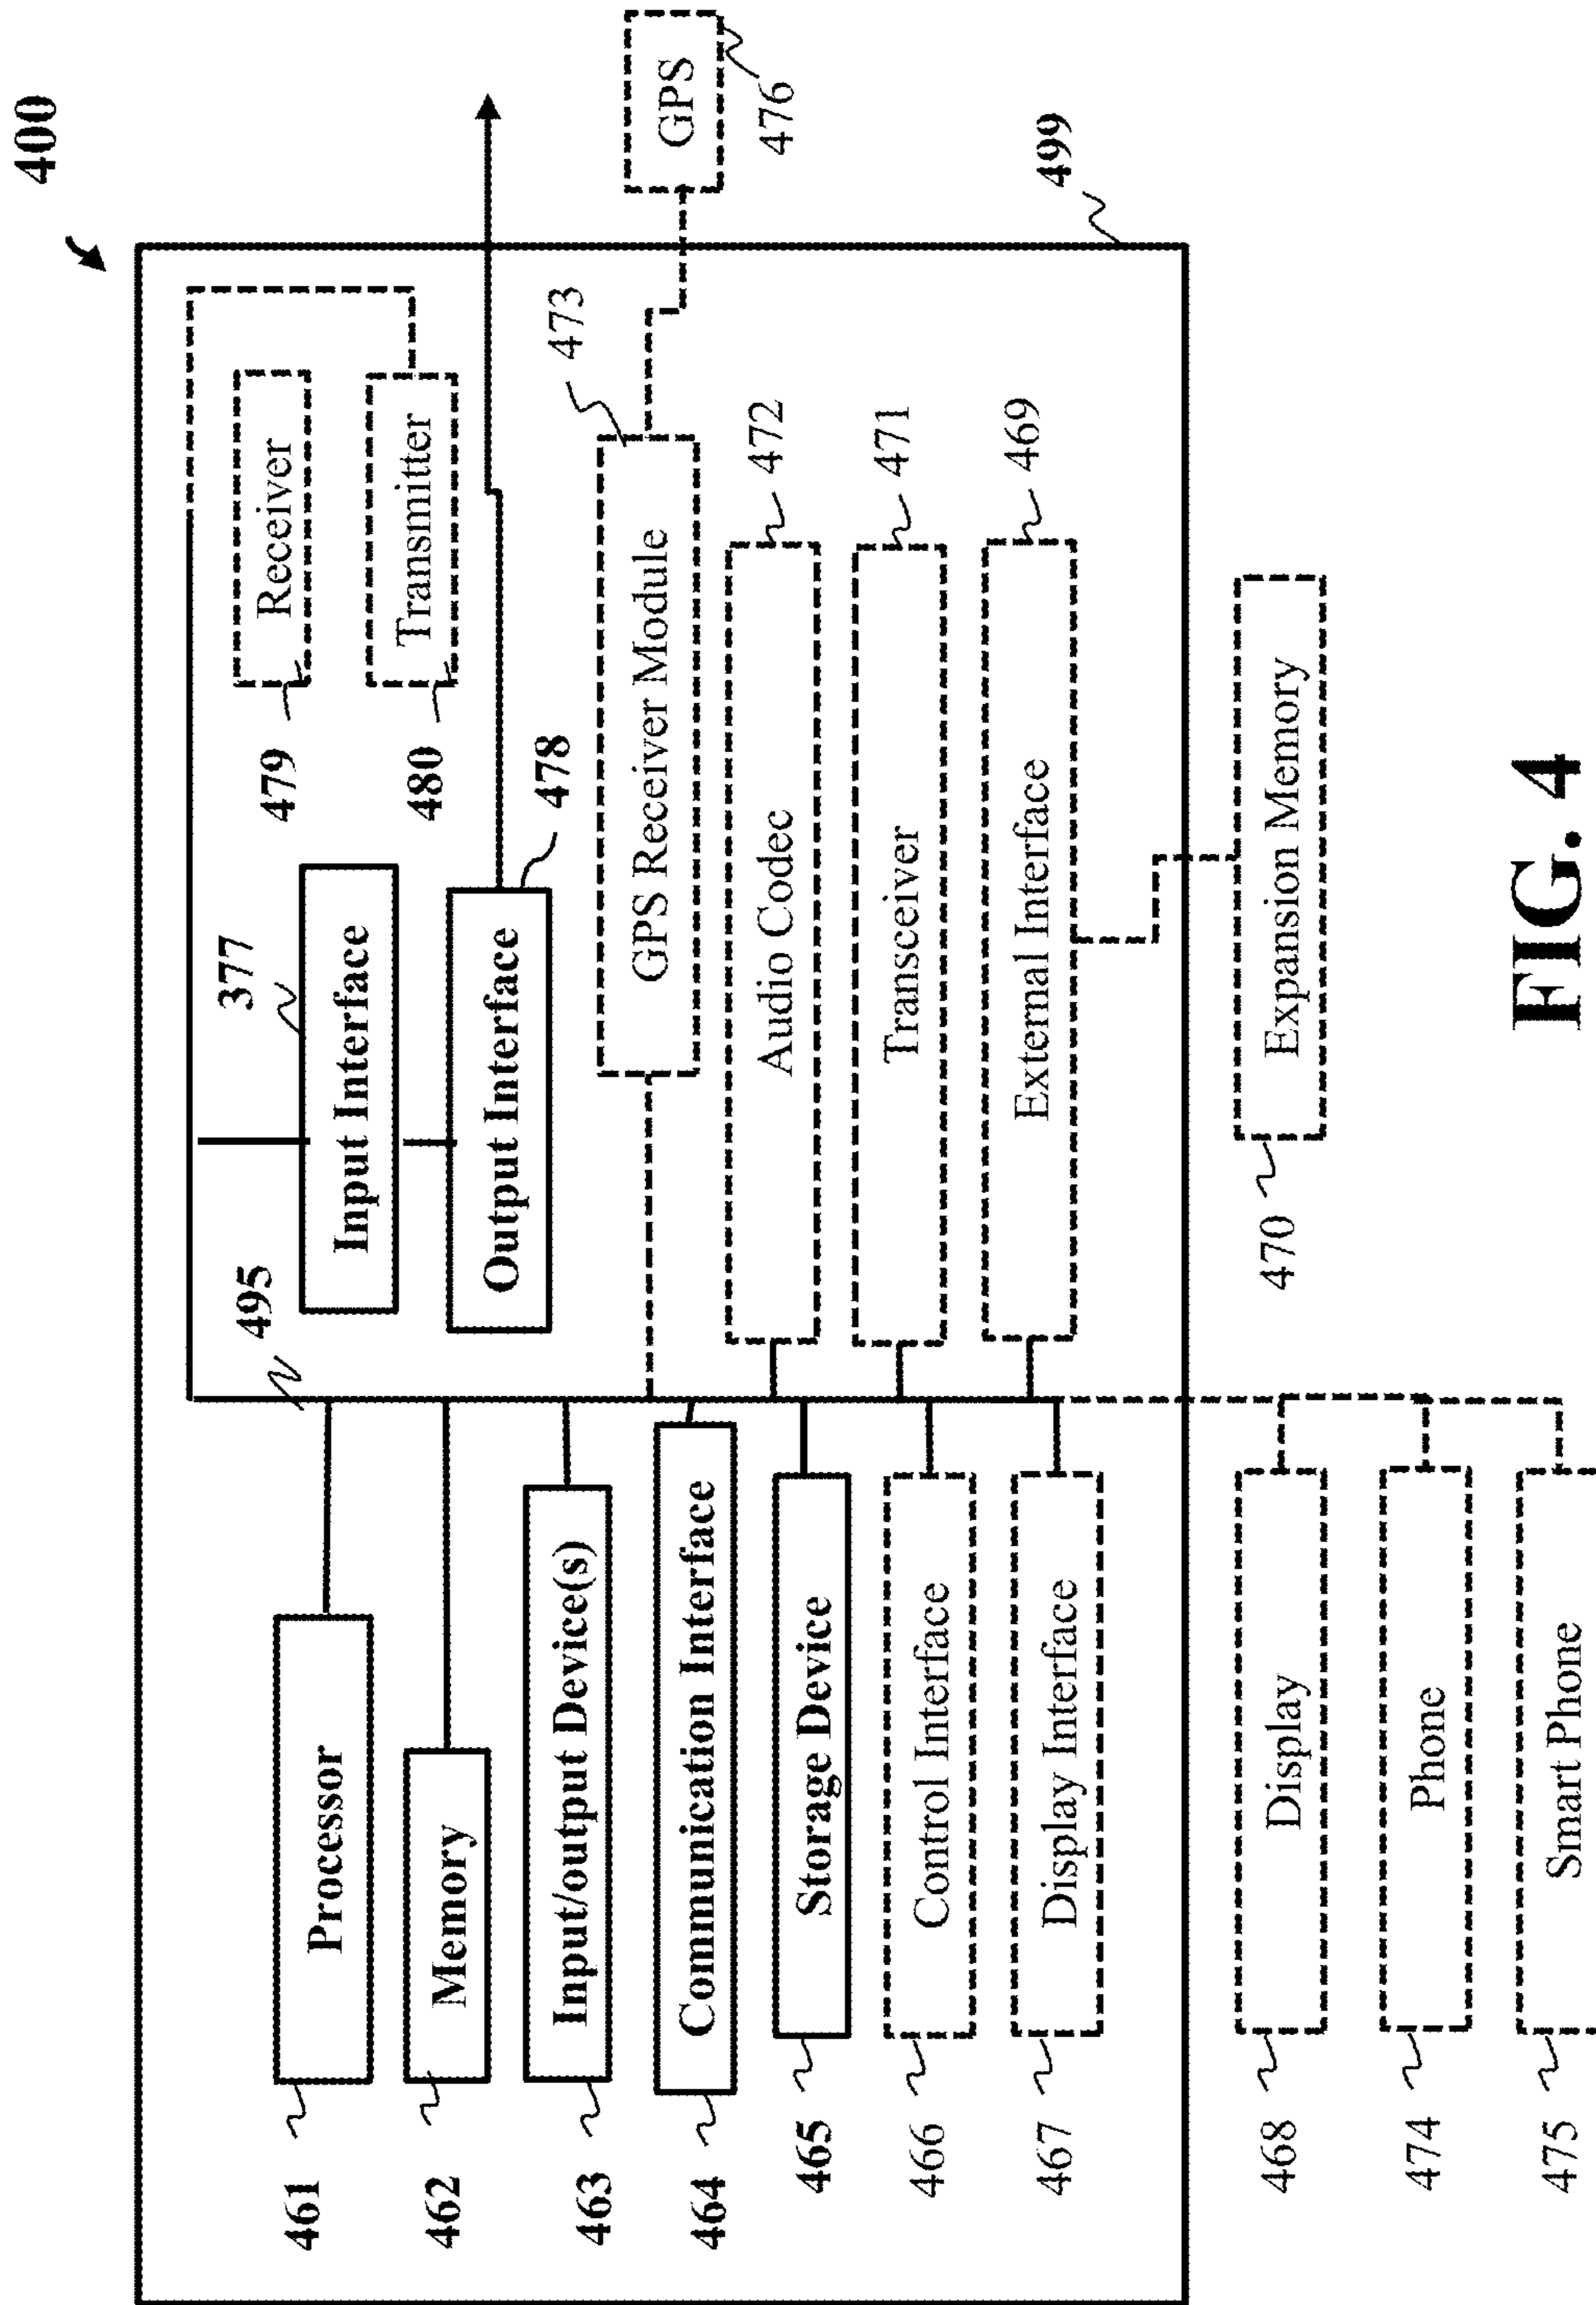 400
495
377
Input Interface
Output Interface
478
479
Receiver
480
Transmitter
461
Processor
462
Memory
463
Input/output Device(s)
464
Communication Interface
465
Storage Device
466
Control Interface
467
Display Interface
GPS Receiver Module
473
GPS
476
Audio Codec
472
Transceiver
471
External Interface
469
499
468
Display
474
Phone
475
Smart Phone
470
Expansion Memory
FIG. 4